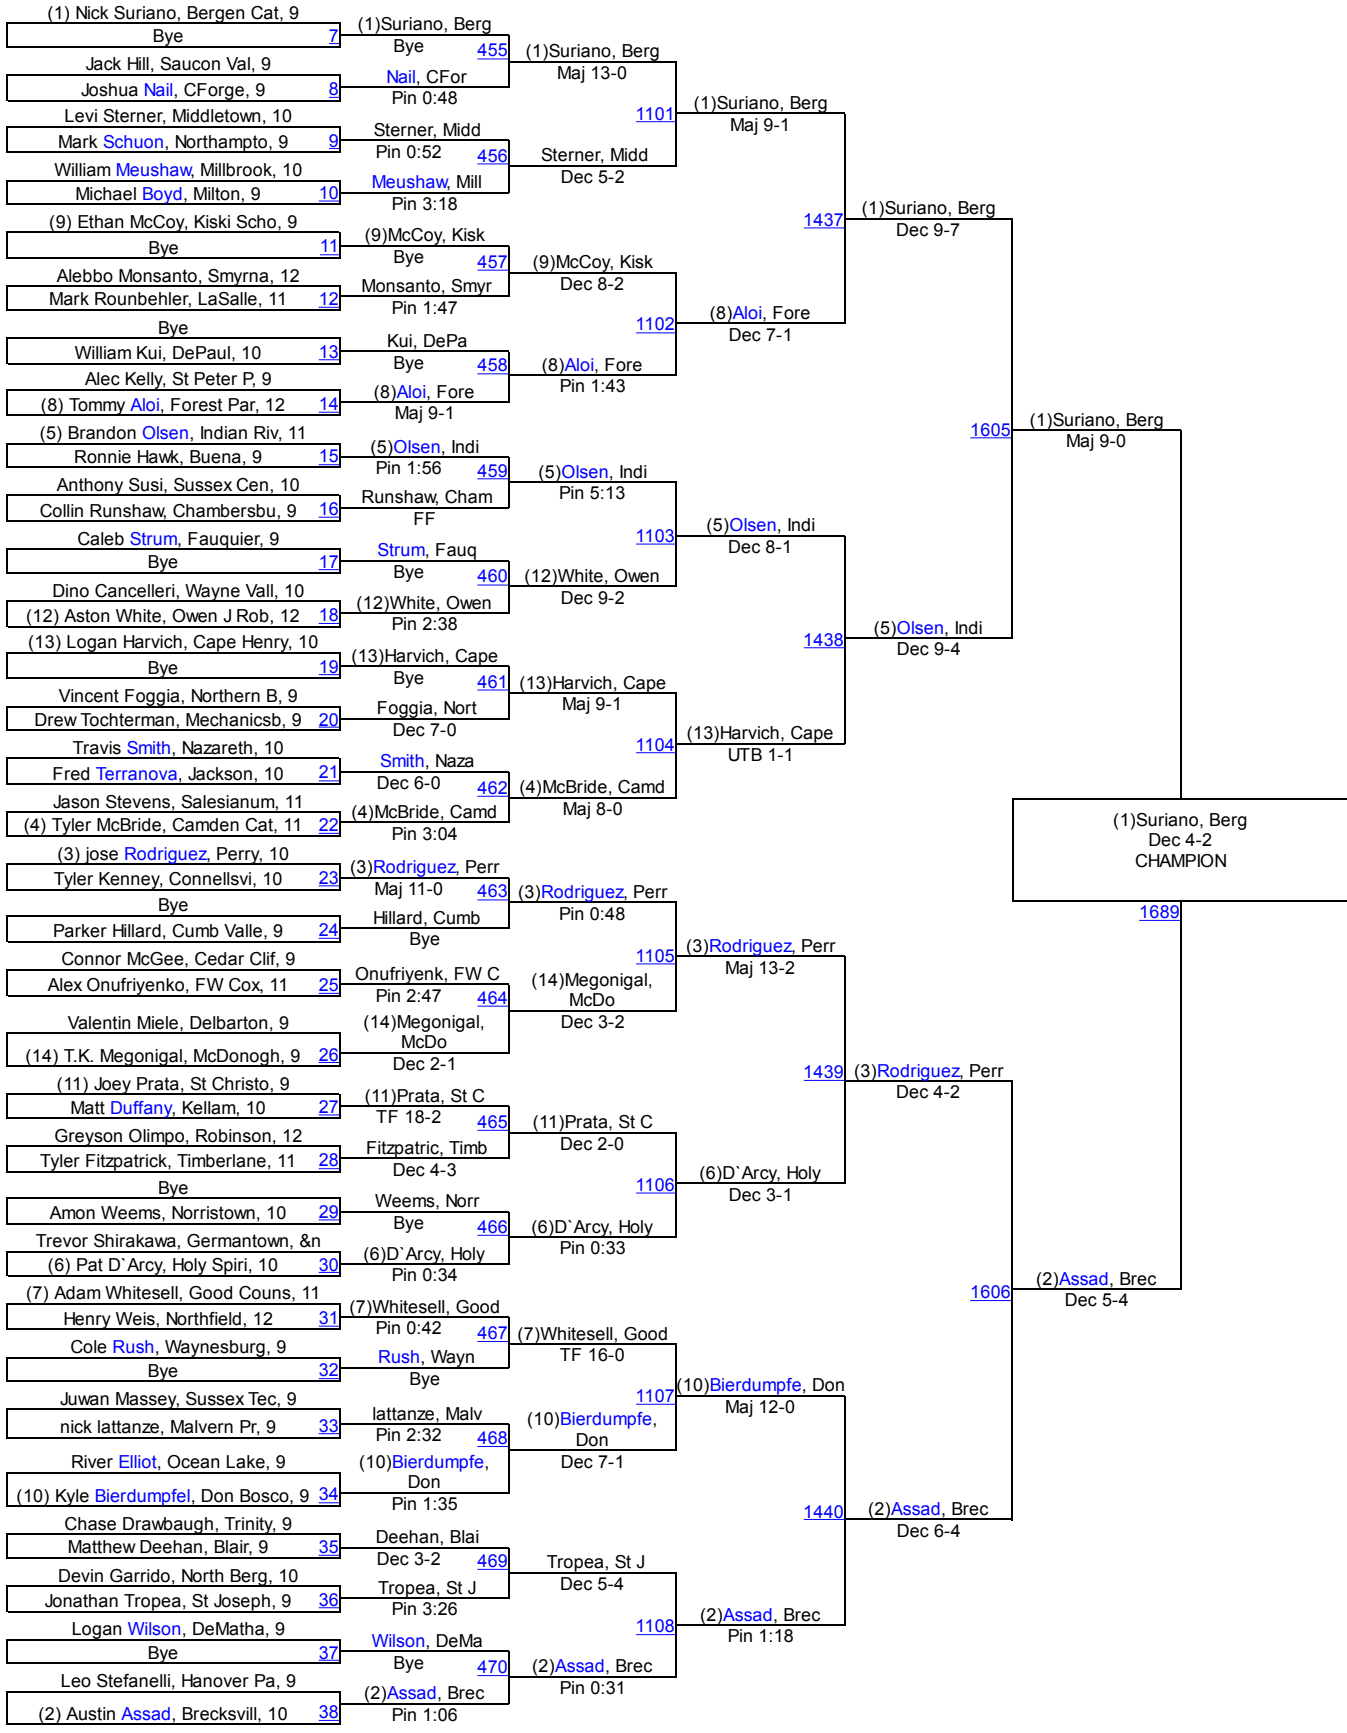 (1) Nick Suriano, Bergen Cat, 9
Bye 7
Jack Hill, Saucon Val, 9
Joshua Nail, CForge, 9 8
Levi Sterner, Middletown, 10
Mark Schuon, Northampto, 9 9
William Meushaw, Millbrook, 10
Michael Boyd, Milton, 9 10
(9) Ethan McCoy, Kiski Scho, 9
Bye 11
Alebbo Monsanto, Smyrna, 12
Mark Rounbehler, LaSalle, 11 12
Bye
William Kui, DePaul, 10 13
Alec Kelly, St Peter P, 9
(8) Tommy Aloi, Forest Par, 12 14
(5) Brandon Olsen, Indian Riv, 11
Ronnie Hawk, Buena, 9 15
Anthony Susi, Sussex Cen, 10
Collin Runshaw, Chambersbu, 9 16
Caleb Strum, Fauquier, 9
Bye 17
Dino Cancelleri, Wayne Vall, 10
(12) Aston White, Owen J Rob, 12 18
(13) Logan Harvich, Cape Henry, 10
Bye 19
Vincent Foggia, Northern B, 9
Drew Tochterman, Mechanicsb, 9 20
Travis Smith, Nazareth, 10
Fred Terranova, Jackson, 10 21
Jason Stevens, Salesianum, 11
(4) Tyler McBride, Camden Cat, 11 22
(3) jose Rodriguez, Perry, 10
Tyler Kenney, Connellsvi, 10 23
Bye
Parker Hillard, Cumb Valle, 9 24
Connor McGee, Cedar Clif, 9
Alex Onufriyenko, FW Cox, 11 25
Valentin Miele, Delbarton, 9
(14) T.K. Megonigal, McDonogh, 9 26
(11) Joey Prata, St Christo, 9
Matt Duffany, Kellam, 10 27
Greyson Olimpo, Robinson, 12
Tyler Fitzpatrick, Timberlane, 11 28
Bye
Amon Weems, Norristown, 10 29
Trevor Shirakawa, Germantown, &n
(6) Pat D`Arcy, Holy Spiri, 10 30
(7) Adam Whitesell, Good Couns, 11
Henry Weis, Northfield, 12 31
Cole Rush, Waynesburg, 9
Bye 32
Juwan Massey, Sussex Tec, 9
nick lattanze, Malvern Pr, 9 33
River Elliot, Ocean Lake, 9
(10) Kyle Bierdumpfel, Don Bosco, 9 34
Chase Drawbaugh, Trinity, 9
Matthew Deehan, Blair, 9 35
Devin Garrido, North Berg, 10
Jonathan Tropea, St Joseph, 9 36
Logan Wilson, DeMatha, 9
Bye 37
Leo Stefanelli, Hanover Pa, 9
(2) Austin Assad, Brecksvill, 10 38
(1)Suriano, Berg
Bye 455
Nail, CFor
Pin 0:48
Sterner, Midd
Pin 0:52 456
Meushaw, Mill
Pin 3:18
(9)McCoy, Kisk
Bye 457
Monsanto, Smyr
Pin 1:47
Kui, DePa
Bye 458
(8)Aloi, Fore
Maj 9-1
(5)Olsen, Indi
Pin 1:56 459
Runshaw, Cham
FF
Strum, Fauq
Bye 460
(12)White, Owen
Pin 2:38
(13)Harvich, Cape
Bye 461
Foggia, Nort
Dec 7-0
Smith, Naza
Dec 6-0 462
(4)McBride, Camd
Pin 3:04
(3)Rodriguez, Perr
Maj 11-0 463
Hillard, Cumb
Bye
Onufriyenk, FW C
Pin 2:47 464
(14)Megonigal,
McDo
Dec 2-1
(11)Prata, St C
TF 18-2 465
Fitzpatric, Timb
Dec 4-3
Weems, Norr
Bye 466
(6)D`Arcy, Holy
Pin 0:34
(7)Whitesell, Good
Pin 0:42 467
Rush, Wayn
Bye
lattanze, Malv
Pin 2:32 468
(10)Bierdumpfe,
Don
Pin 1:35
Deehan, Blai
Dec 3-2 469
Tropea, St J
Pin 3:26
Wilson, DeMa
Bye 470
(2)Assad, Brec
Pin 1:06
(1)Suriano, Berg
Maj 13-0
1101
Sterner, Midd
Dec 5-2
(9)McCoy, Kisk
Dec 8-2
1102
(8)Aloi, Fore
Pin 1:43
(5)Olsen, Indi
Pin 5:13
1103
(12)White, Owen
Dec 9-2
(13)Harvich, Cape
Maj 9-1
1104
(4)McBride, Camd
Maj 8-0
(3)Rodriguez, Perr
Pin 0:48
1105
(14)Megonigal,
McDo
Dec 3-2
(11)Prata, St C
Dec 2-0
1106
(6)D`Arcy, Holy
Pin 0:33
(7)Whitesell, Good
TF 16-0
1107
(10)Bierdumpfe,
Don
Dec 7-1
Tropea, St J
Dec 5-4
1108
(2)Assad, Brec
Pin 0:31
(1)Suriano, Berg
Maj 9-1
1437
(8)Aloi, Fore
Dec 7-1
(5)Olsen, Indi
Dec 8-1
1438
(13)Harvich, Cape
UTB 1-1
(3)Rodriguez, Perr
Maj 13-2
1439
(6)D`Arcy, Holy
Dec 3-1
(10)Bierdumpfe, Don
Maj 12-0
1440
(2)Assad, Brec
Pin 1:18
(1)Suriano, Berg
Dec 9-7
1605
(5)Olsen, Indi
Dec 9-4
(3)Rodriguez, Perr
Dec 4-2
1606
(2)Assad, Brec
Dec 6-4
(1)Suriano, Berg
Maj 9-0
(2)Assad, Brec
Dec 5-4
(1)Suriano, Berg
Dec 4-2
CHAMPION
1689